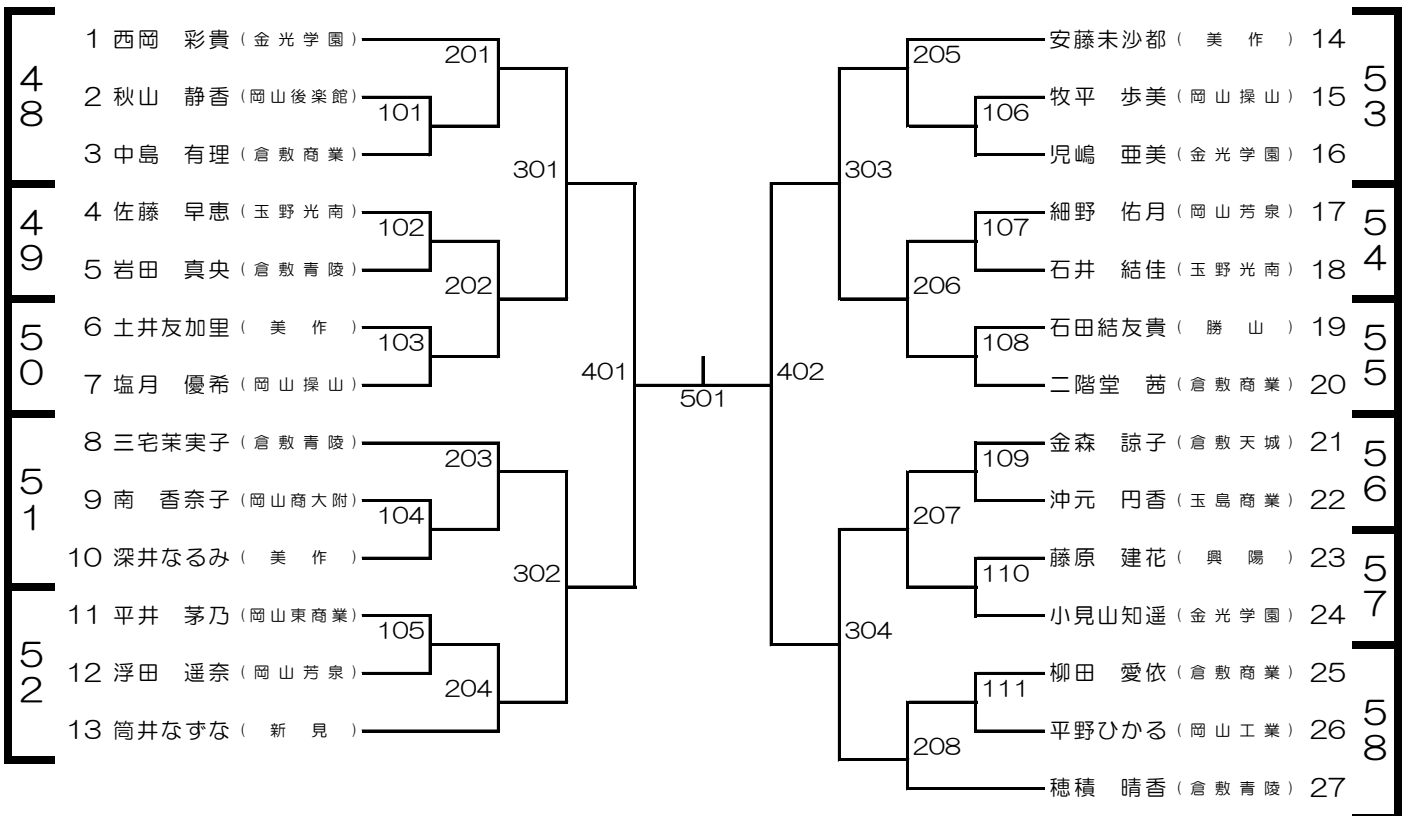 48
1 西岡 彩貴 (金光学園)
201
2 秋山 静香 (岡山後楽館)
101
3 中島 有理 (倉敷商業)
301
49
4 佐藤 早恵 (玉野光南)
102
5 岩田 真央 (倉敷青陵)
202
50
6 土井友加里 (美作)
103
7 塩月 優希 (岡山操山)
401
51
8 三宅茉実子 (倉敷青陵)
203
9 南 香奈子 (岡山商大附)
104
10 深井なるみ (美作)
302
52
11 平井 茅乃 (岡山東商業)
105
12 浮田 遥奈 (岡山芳泉)
204
13 筒井なずな (新見)
501
安藤未沙都 (美作) 14
205
53
牧平 歩美 (岡山操山) 15
106
児嶋 亜美 (金光学園) 16
303
細野 佑月 (岡山芳泉) 17
107
54
石井 結佳 (玉野光南) 18
206
石田結友貴 (勝山) 19
108
55
二階堂 茜 (倉敷商業) 20
402
金森 諒子 (倉敷天城) 21
109
56
沖元 円香 (玉島商業) 22
207
藤原 建花 (興陽) 23
110
57
小見山知遥 (金光学園) 24
304
柳田 愛依 (倉敷商業) 25
111
58
平野ひかる (岡山工業) 26
208
穂積 晴香 (倉敷青陵) 27